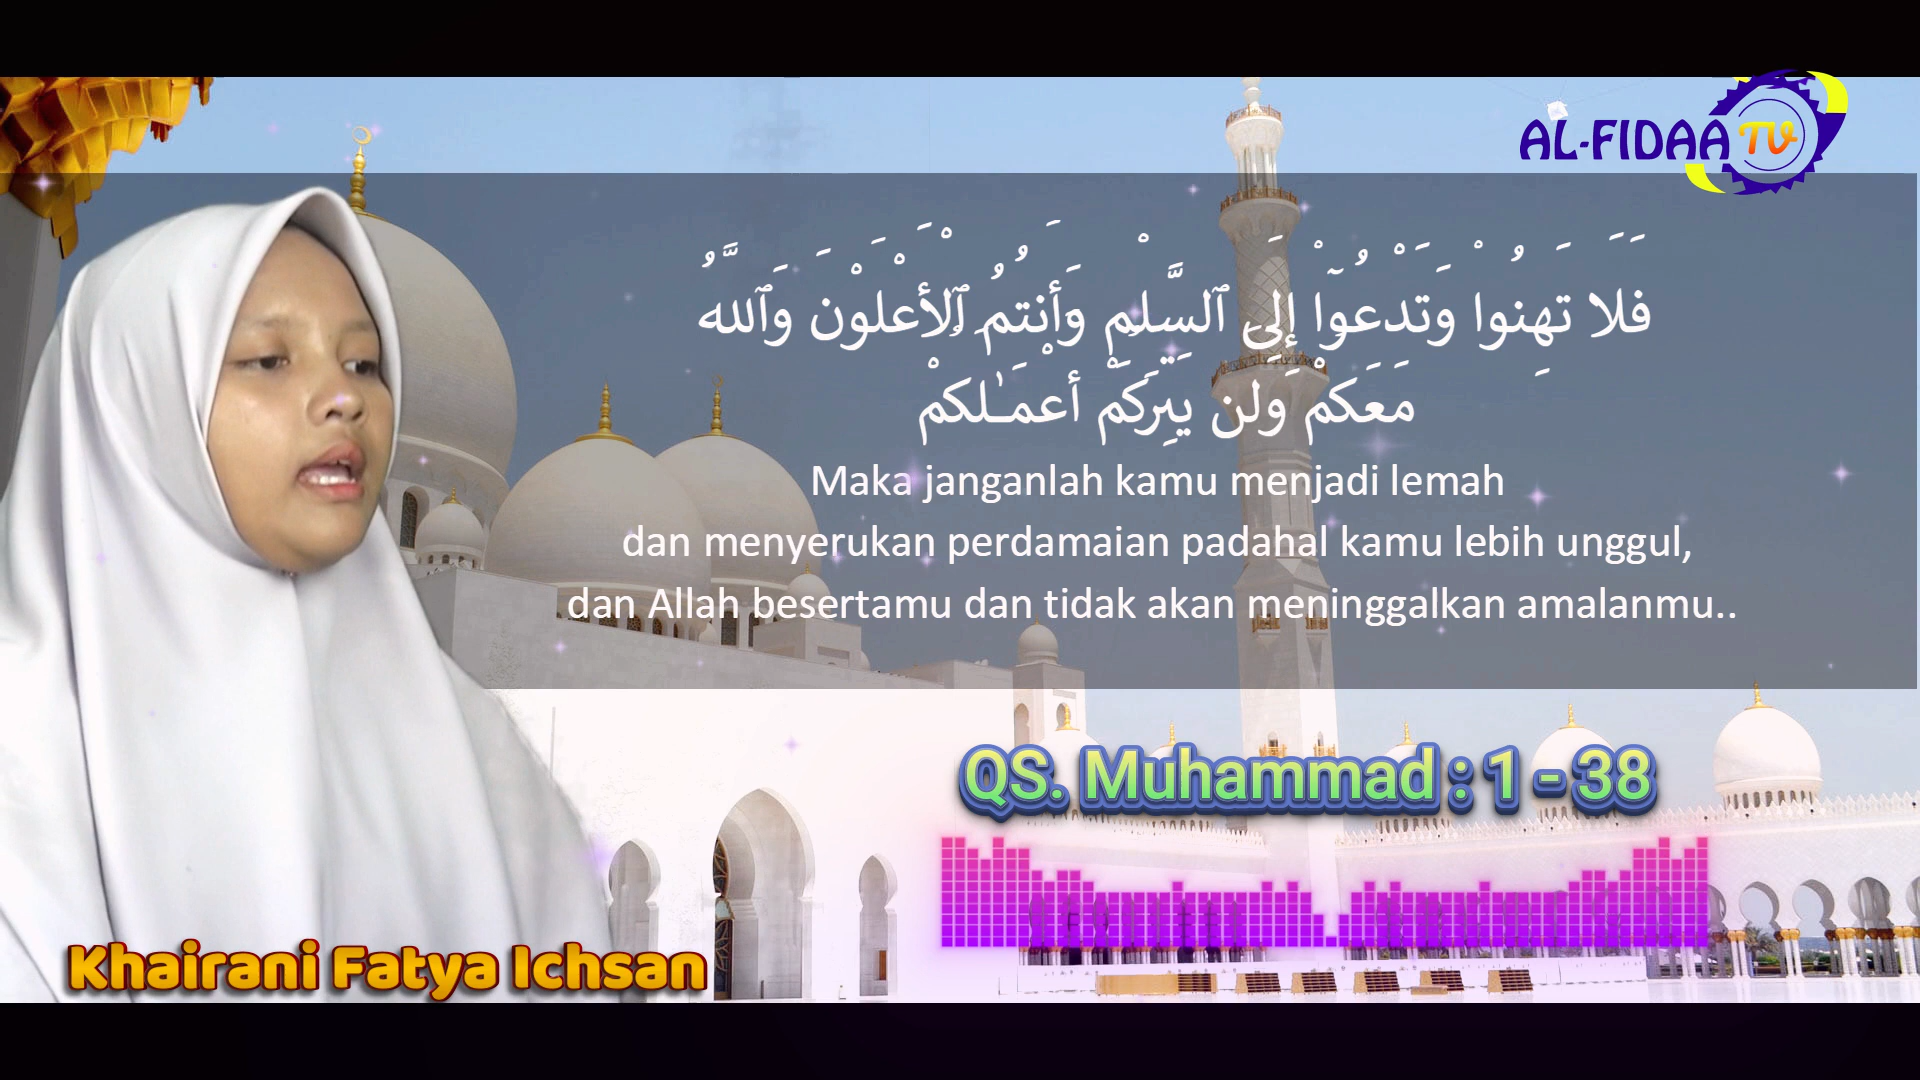 AL-FIDAA TV
فَلَا تَهِنُوا۟ وَتَدْعُوٓا۟ إِلَى ٱلسَّلْمِ وَأَنتُمُ ٱلْأَعْلَوْنَ وَٱللَّهُ
مَعَكُمْ وَلَن يَتِرَكُمْ أَعْمَـٰلَكُمْ
Maka janganlah kamu menjadi lemah
dan menyerukan perdamaian padahal kamu lebih unggul,
dan Allah besertamu dan tidak akan meninggalkan amalanmu..
QS. Muhammad : 1 - 38
Khairani Fatya Ichsan